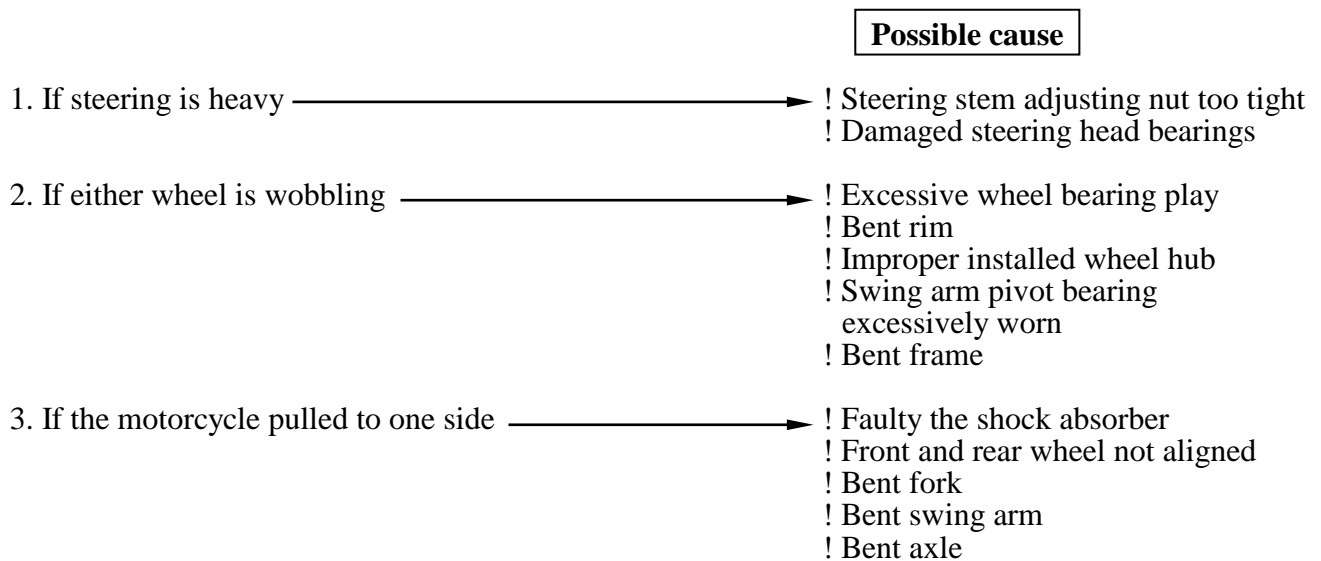 Possible cause
1. If steering is heavy ! Steering stem adjusting nut too tight
! Damaged steering head bearings
2. If either wheel is wobbling ! Excessive wheel bearing play
! Bent rim
! Improper installed wheel hub
! Swing arm pivot bearing
excessively worn
! Bent frame
3. If the motorcycle pulled to one side ! Faulty the shock absorber
! Front and rear wheel not aligned
! Bent fork
! Bent swing arm
! Bent axle